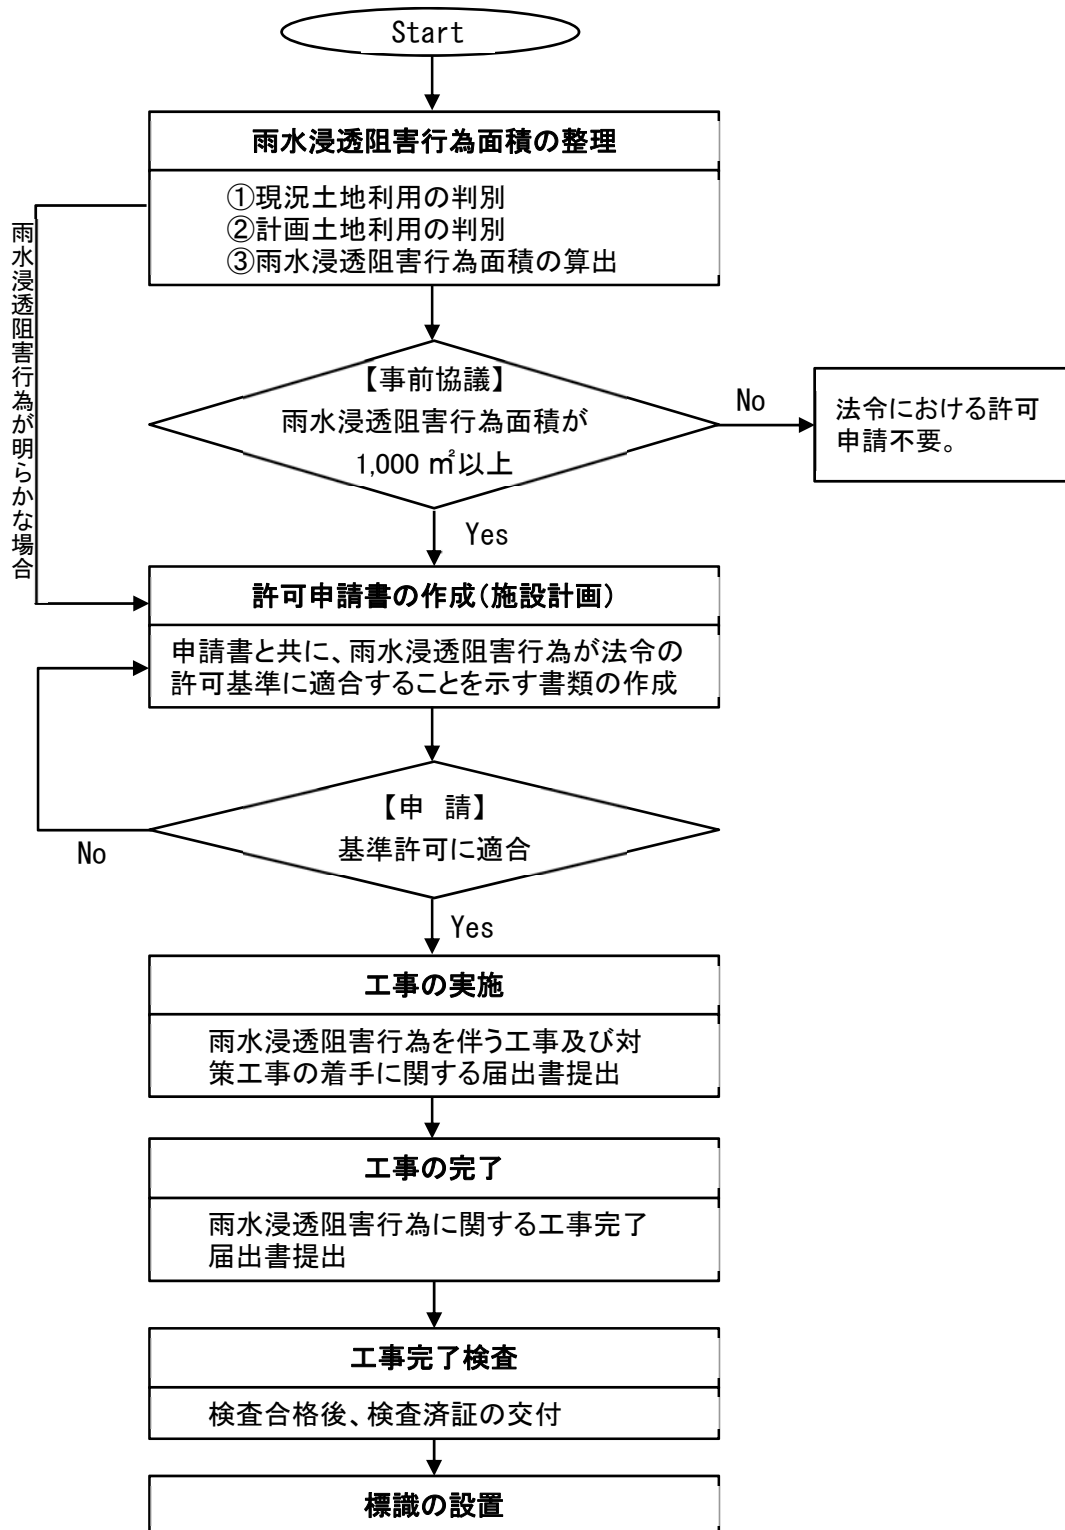 Start
雨水浸透阻害行為面積の整理
①現況土地利用の判別
②計画土地利用の判別
③雨水浸透阻害行為面積の算出
雨水浸透阻害行為が明らかな場合
【事前協議】
雨水浸透阻害行為面積が
1,000 ㎡以上
No
法令における許可
申請不要。
Yes
許可申請書の作成(施設計画)
申請書と共に、雨水浸透阻害行為が法令の
許可基準に適合することを示す書類の作成
【申　請】
基準許可に適合
No
Yes
工事の実施
雨水浸透阻害行為を伴う工事及び対
策工事の着手に関する届出書提出
工事の完了
雨水浸透阻害行為に関する工事完了
届出書提出
工事完了検査
検査合格後、検査済証の交付
標識の設置